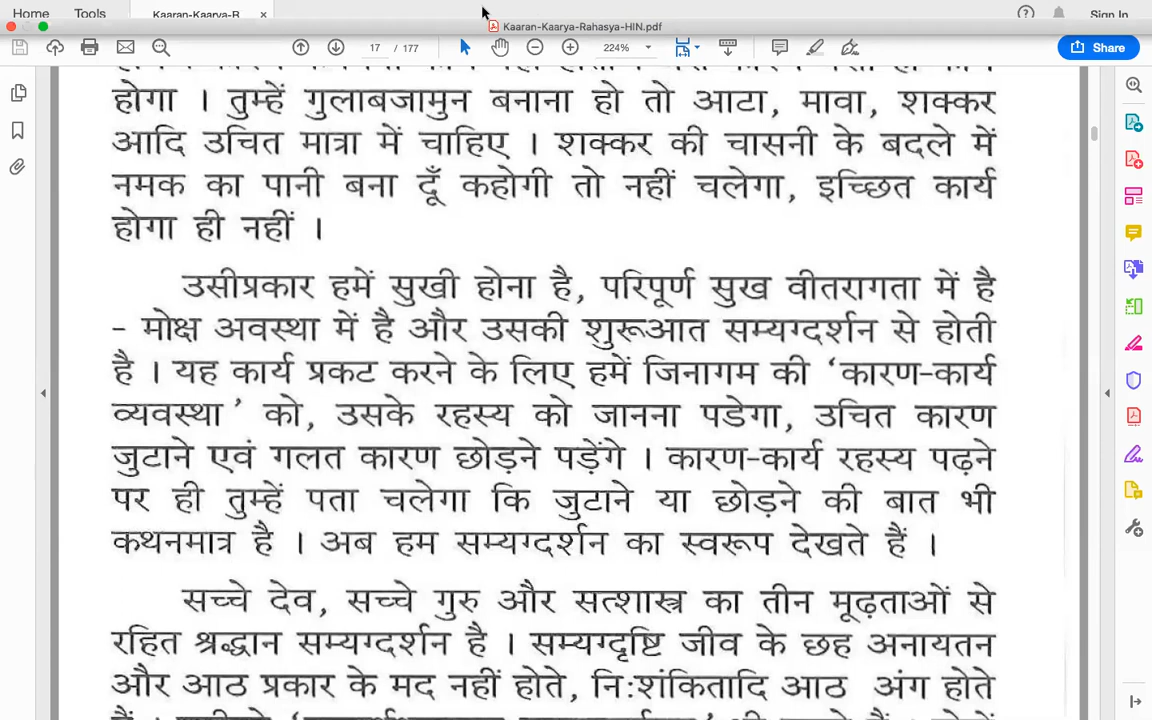 Home Tools Kaaran-Kaarya-R × Sign In
Kaaran-Kaarya-Rahasya-HIN.pdf
17 / 177 224% Share
होगा । तुम्हें गुलाबजामुन बनाना हो तो आटा, मावा, शक्कर
आदि उचित मात्रा में चाहिए । शक्कर की चासनी के बदले में
नमक का पानी बना दूँ कहोगी तो नहीं चलेगा, इच्छित कार्य
होगा ही नहीं ।
उसीप्रकार हमें सुखी होना है, परिपूर्ण सुख वीतरागता में है
- मोक्ष अवस्था में है और उसकी शुरूआत सम्यग्दर्शन से होती
है । यह कार्य प्रकट करने के लिए हमें जिनागम की ‘कारण-कार्य
व्यवस्था’ को, उसके रहस्य को जानना पडेगा, उचित कारण
जुटाने एवं गलत कारण छोड़ने पड़ेंगे । कारण-कार्य रहस्य पढ़ने
पर ही तुम्हें पता चलेगा कि जुटाने या छोड़ने की बात भी
कथनमात्र है । अब हम सम्यग्दर्शन का स्वरूप देखते हैं ।
सच्चे देव, सच्चे गुरु और सत्शास्त्र का तीन मूढ़ताओं से
रहित श्रद्धान सम्यग्दर्शन है । सम्यग्दृष्टि जीव के छह अनायतन
और आठ प्रकार के मद नहीं होते, निःशंकितादि आठ अंग होते